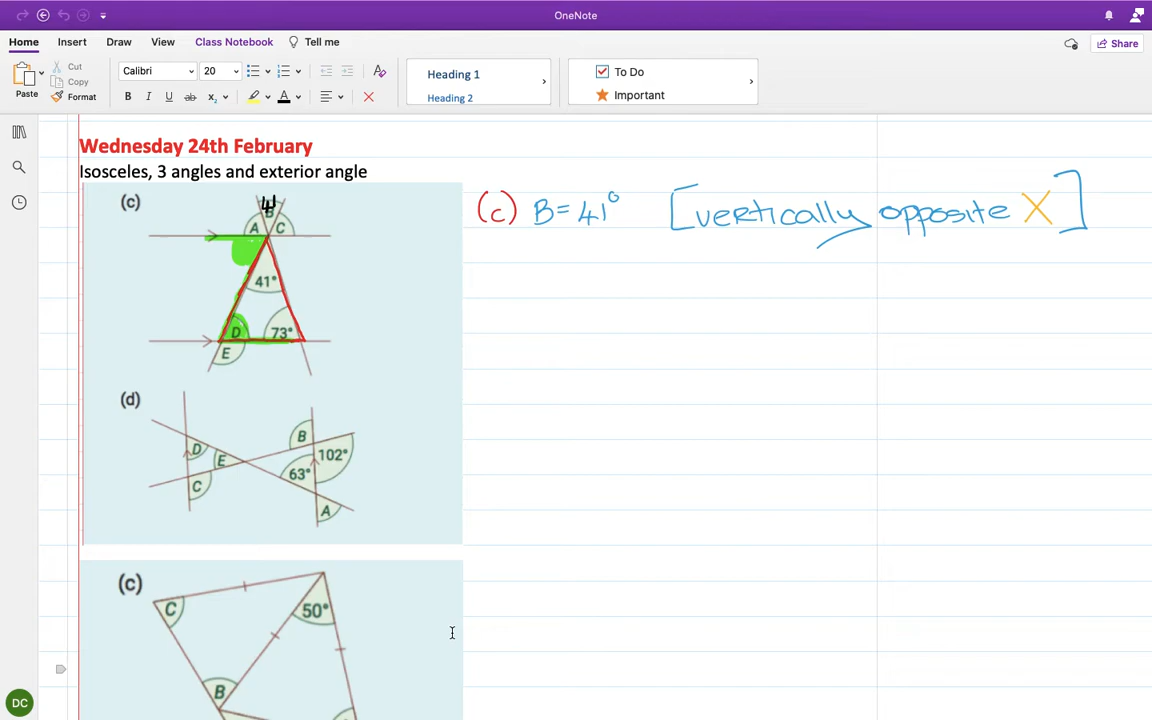 OneNote
Home Insert Draw View Class Notebook Tell me Share
Paste Cut Copy Format
Calibri 20
B I U ab x₂ A
Heading 1
Heading 2
To Do
Important
Wednesday 24th February
Isosceles, 3 angles and exterior angle
(c)
B
A C
41°
D 73°
E
(c) B = 41° [vertically opposite X]
(d)
D E C
B 102°
63°
A
(c)
C 50°
B
DC